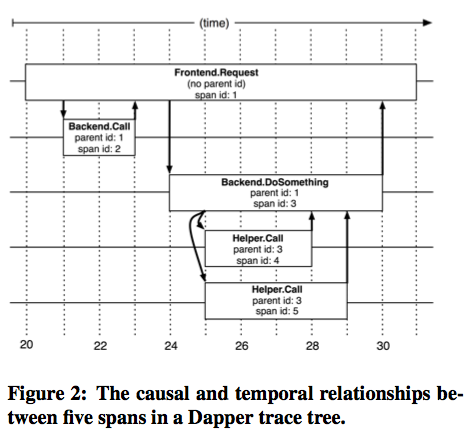 (time)
Frontend.Request
(no parent id)
span id: 1
Backend.Call
parent id: 1
span id: 2
Backend.DoSomething
parent id: 1
span id: 3
Helper.Call
parent id: 3
span id: 4
Helper.Call
parent id: 3
span id: 5
20 22 24 26 28 30
Figure 2: The causal and temporal relationships be-
tween five spans in a Dapper trace tree.